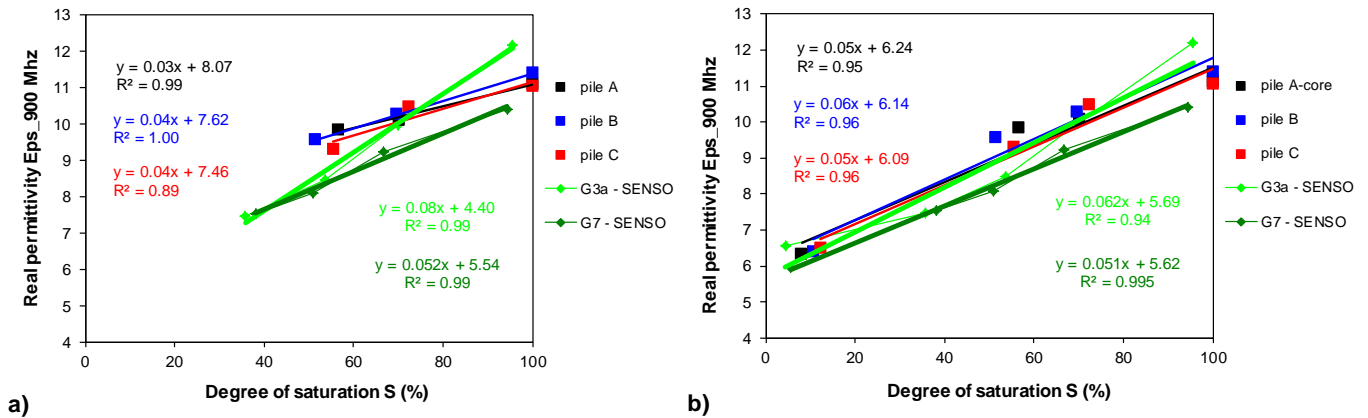 Real permittivity Eps_900 Mhz
13
12
11
10
9
8
7
6
5
4
y = 0.03x + 8.07
R² = 0.99
y = 0.04x + 7.62
R² = 1.00
y = 0.04x + 7.46
R² = 0.89
y = 0.08x + 4.40
R² = 0.99
y = 0.052x + 5.54
R² = 0.99
pile A
pile B
pile C
G3a - SENSO
G7 - SENSO
0 20 40 60 80 100
Degree of saturation S (%)
a)
Real permittivity Eps_900 Mhz
13
12
11
10
9
8
7
6
5
4
y = 0.05x + 6.24
R² = 0.95
y = 0.06x + 6.14
R² = 0.96
y = 0.05x + 6.09
R² = 0.96
y = 0.062x + 5.69
R² = 0.94
y = 0.051x + 5.62
R² = 0.995
pile A-core
pile B
pile C
G3a - SENSO
G7 - SENSO
0 20 40 60 80 100
Degree of saturation S (%)
b)